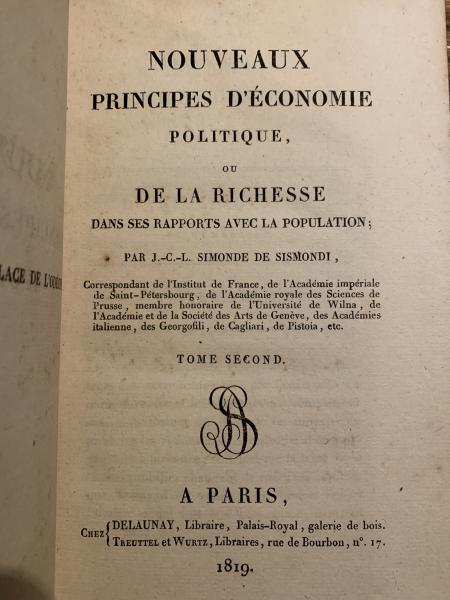 NOUVEAUX
PRINCIPES D'ÉCONOMIE
POLITIQUE,
OU
DE LA RICHESSE
DANS SES RAPPORTS AVEC LA POPULATION;
PAR J.-C.-L. SIMONDE DE SISMONDI,
Correspondant de l'Institut de France, de l'Académie impériale
de Saint-Pétersbourg, de l'Académie royale des Sciences de
Prusse, membre honoraire de l'Université de Wilna, de
l'Académie et de la Société des Arts de Genève, des Académies
italienne, des Georgofili, de Cagliari, de Pistoia, etc.
TOME SECOND.
A PARIS,
CHEZ
DELAUNAY, Libraire, Palais-Royal, galerie de bois.
TREUTTEL et WURTZ, Libraires, rue de Bourbon, n°. 17.
1819.